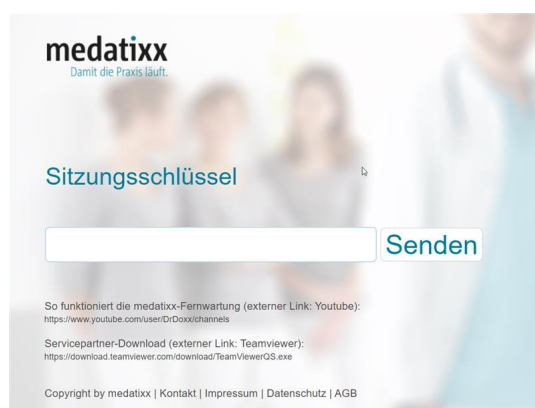 medatixx
Damit die Praxis läuft.
Sitzungsschlüssel
Senden
So funktioniert die medatixx-Fernwartung (externer Link: Youtube):
https://www.youtube.com/user/DrDoxx/channels
Servicepartner-Download (externer Link: Teamviewer):
https://download.teamviewer.com/download/TeamViewerQS.exe
Copyright by medatixx | Kontakt | Impressum | Datenschutz | AGB